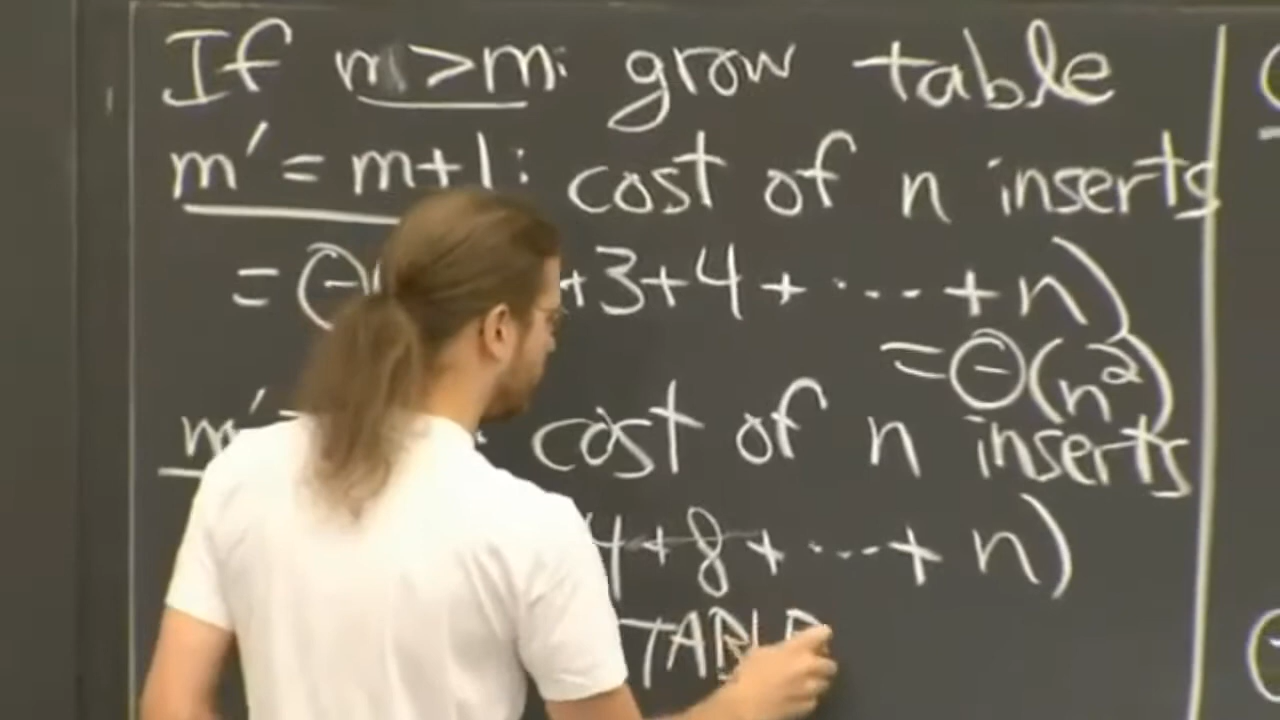 If m > m: grow table
m' = m+1: cost of n inserts
= Θ( +3+4+ ··· +n)
= Θ(n²)
m' = : cost of n inserts
4+8+ ··· + n)
TABL